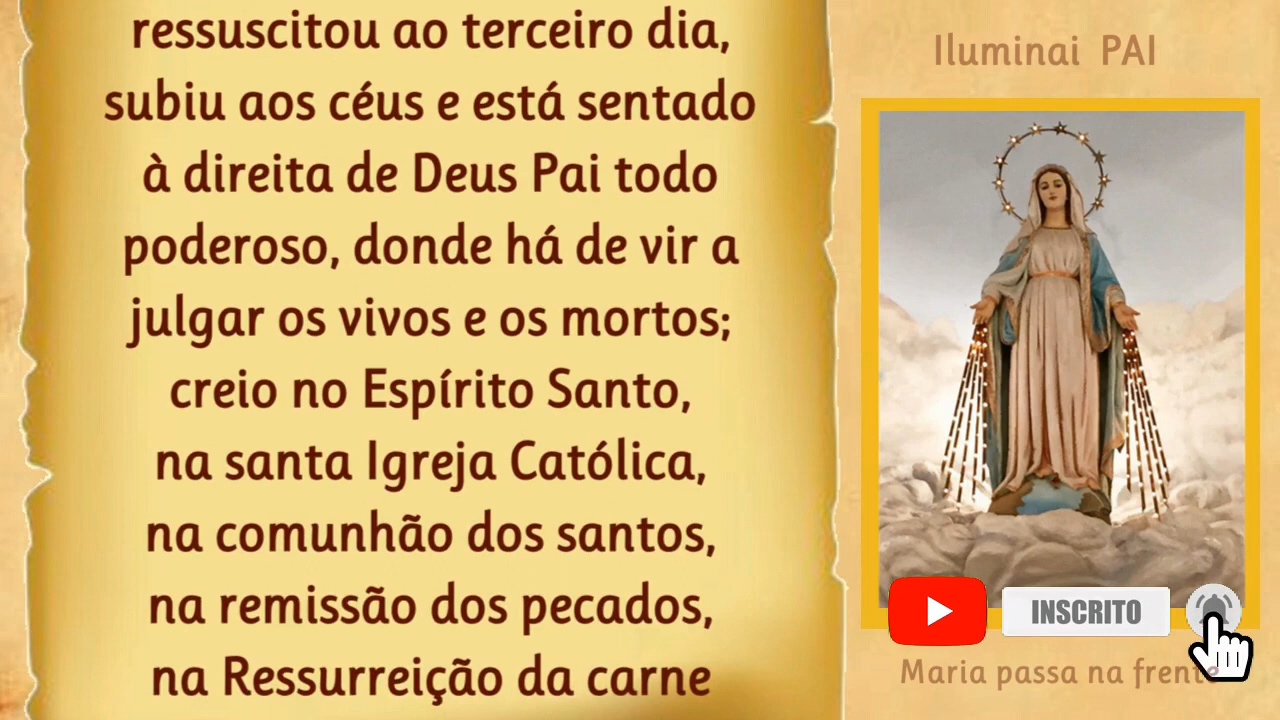 ressuscitou ao terceiro dia,
subiu aos céus e está sentado
à direita de Deus Pai todo
poderoso, donde há de vir a
julgar os vivos e os mortos;
creio no Espírito Santo,
na santa Igreja Católica,
na comunhão dos santos,
na remissão dos pecados,
na Ressurreição da carne
Iluminai PAI
INSCRITO
Maria passa na frente